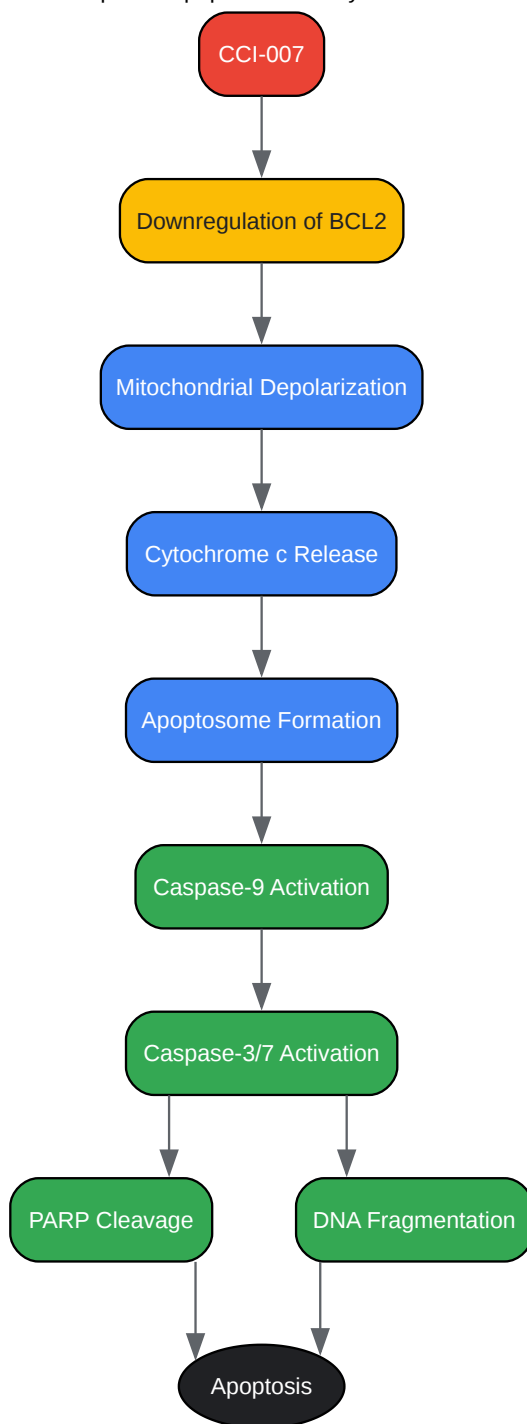 CCI-007
Downregulation of BCL2
Mitochondrial Depolarization
Cytochrome c Release
Apoptosome Formation
Caspase-9 Activation
Caspase-3/7 Activation
PARP Cleavage
DNA Fragmentation
Apoptosis